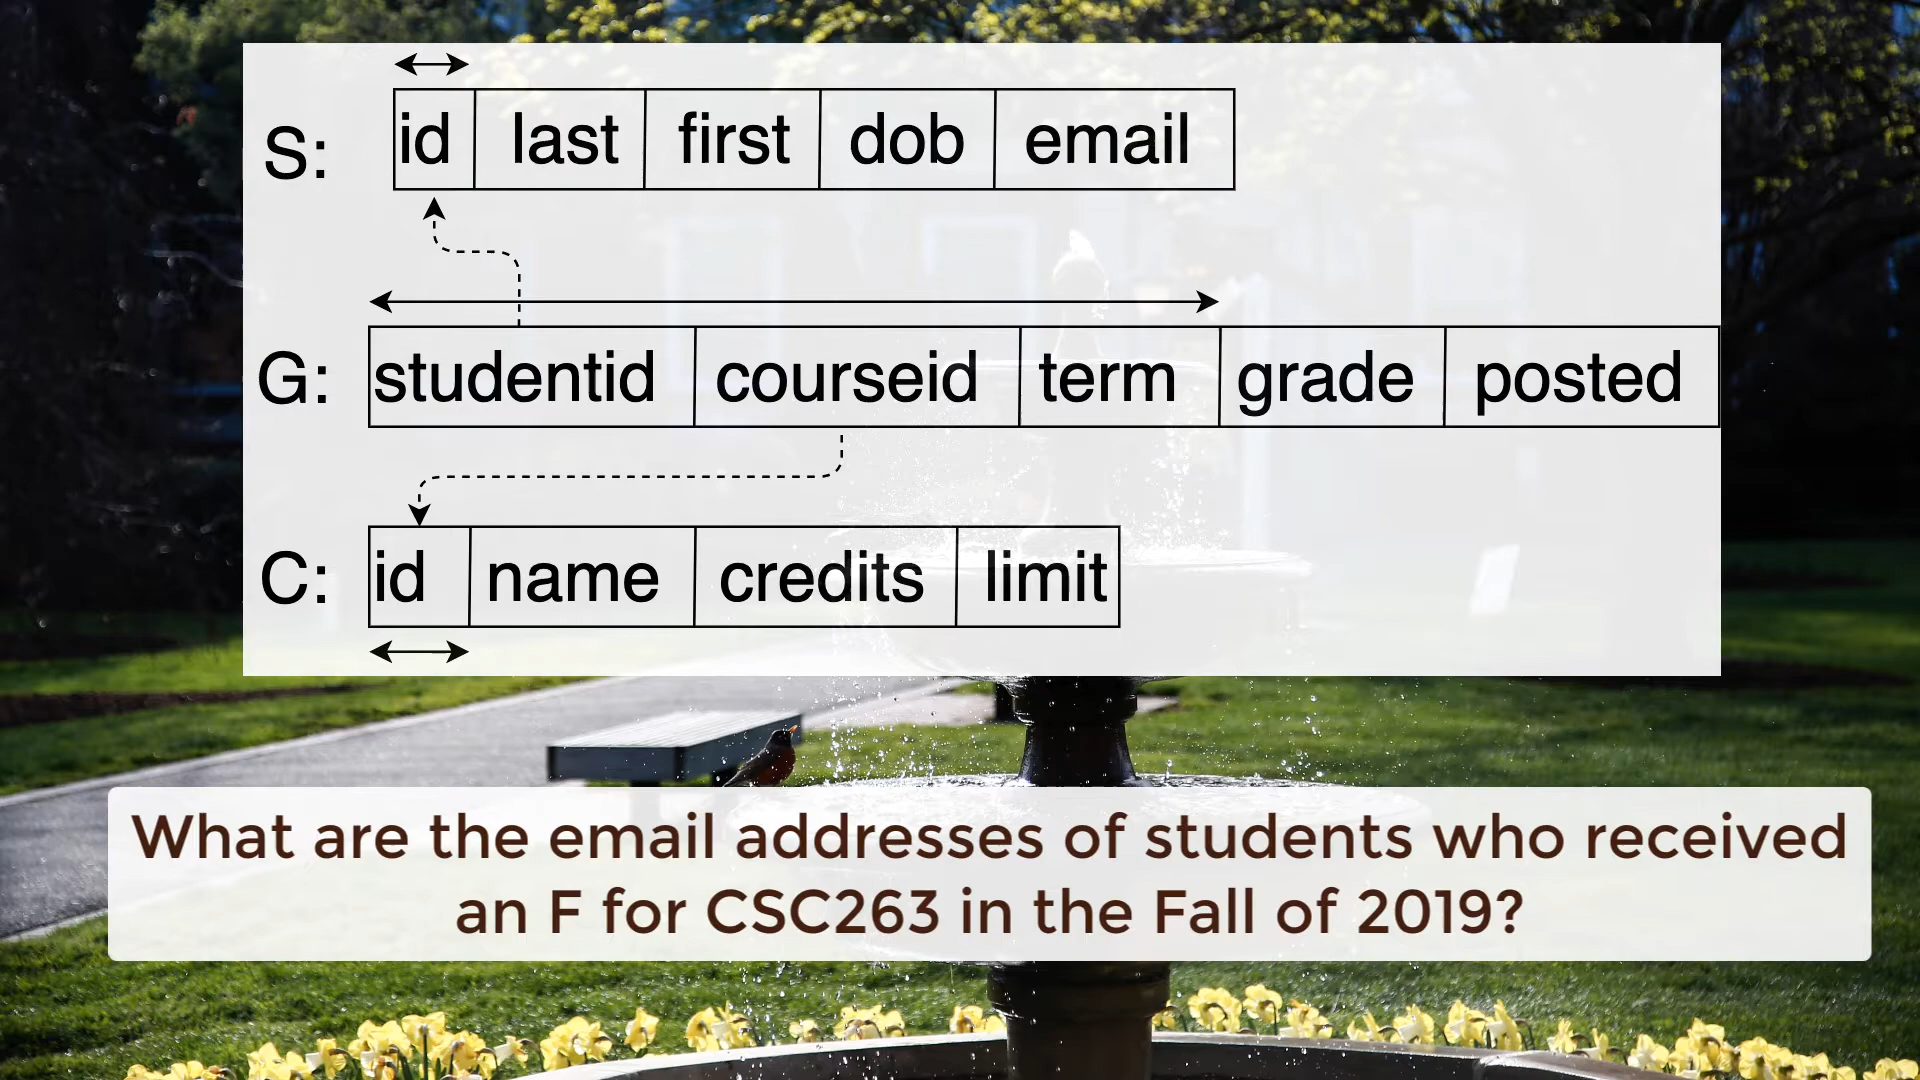 S: id last first dob email
G: studentid courseid term grade posted
C: id name credits limit
What are the email addresses of students who received
an F for CSC263 in the Fall of 2019?